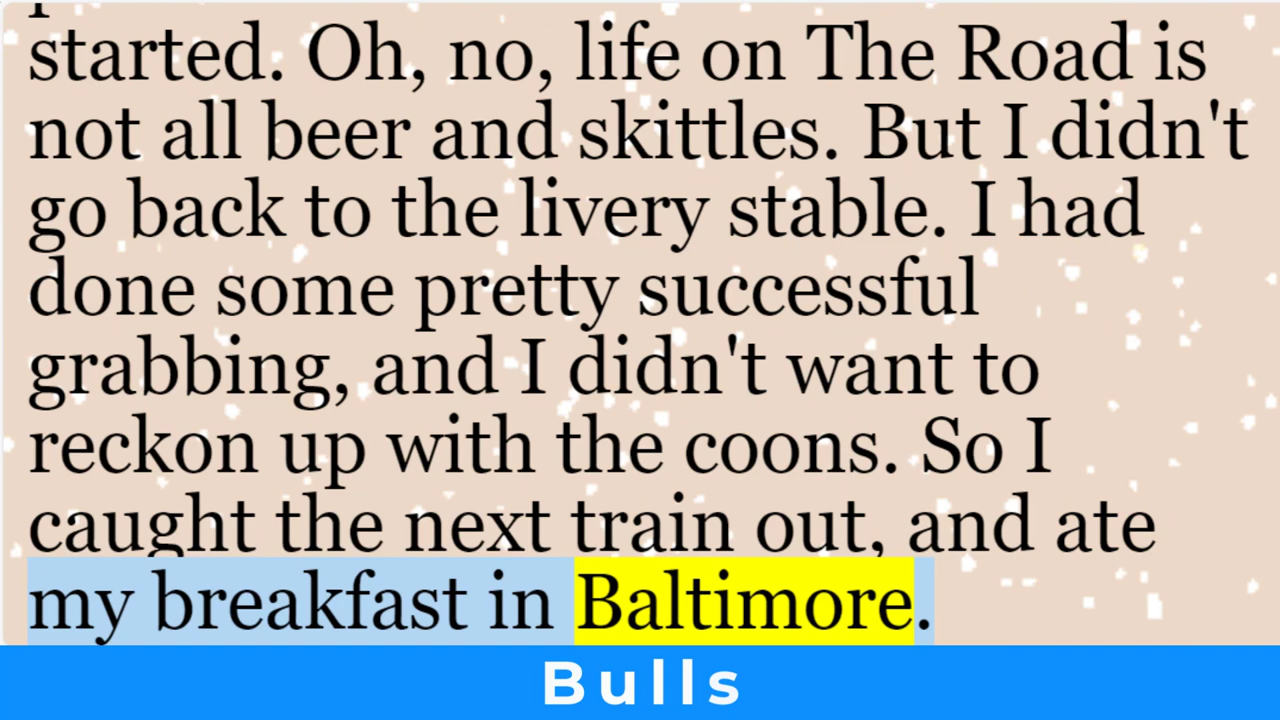 started. Oh, no, life on The Road is
not all beer and skittles. But I didn't
go back to the livery stable. I had
done some pretty successful
grabbing, and I didn't want to
reckon up with the coons. So I
caught the next train out, and ate
my breakfast in Baltimore.
Bulls